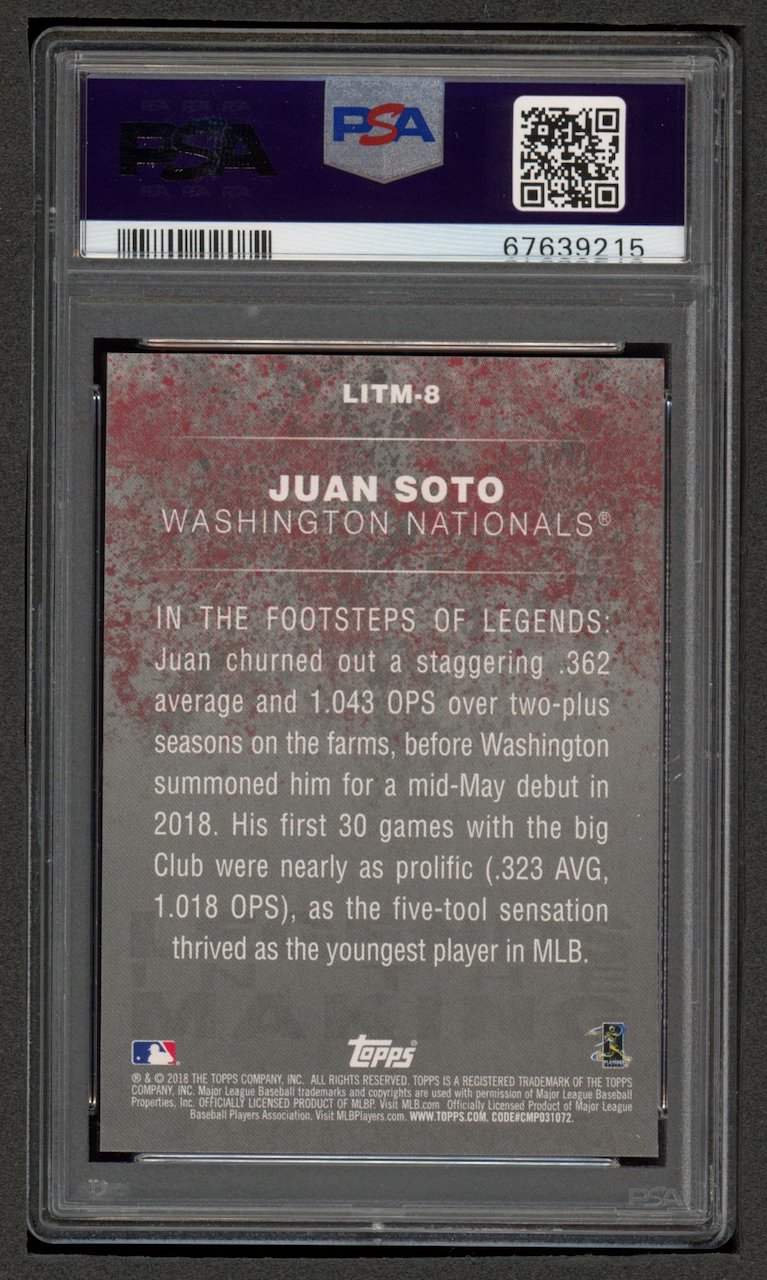 PSA PSA PSA
PSA
PSA PSA PSA
PSA
67639215
LITM-8
JUAN SOTO
WASHINGTON NATIONALS®
IN THE FOOTSTEPS OF LEGENDS:
Juan churned out a staggering .362
average and 1.043 OPS over two-plus
seasons on the farms, before Washington
summoned him for a mid-May debut in
2018. His first 30 games with the big
Club were nearly as prolific (.323 AVG,
1.018 OPS), as the five-tool sensation
thrived as the youngest player in MLB.
Topps®
® & © 2018 THE TOPPS COMPANY, INC. ALL RIGHTS RESERVED. TOPPS IS A REGISTERED TRADEMARK OF THE TOPPS
COMPANY, INC. Major League Baseball trademarks and copyrights are used with permission of Major League Baseball
Properties, Inc. OFFICIALLY LICENSED PRODUCT OF MLBP. Visit MLB.com Officially Licensed Product of Major League
Baseball Players Association. Visit MLBPlayers.com. WWW.TOPPS.COM. CODE#CMP031072.
PSA